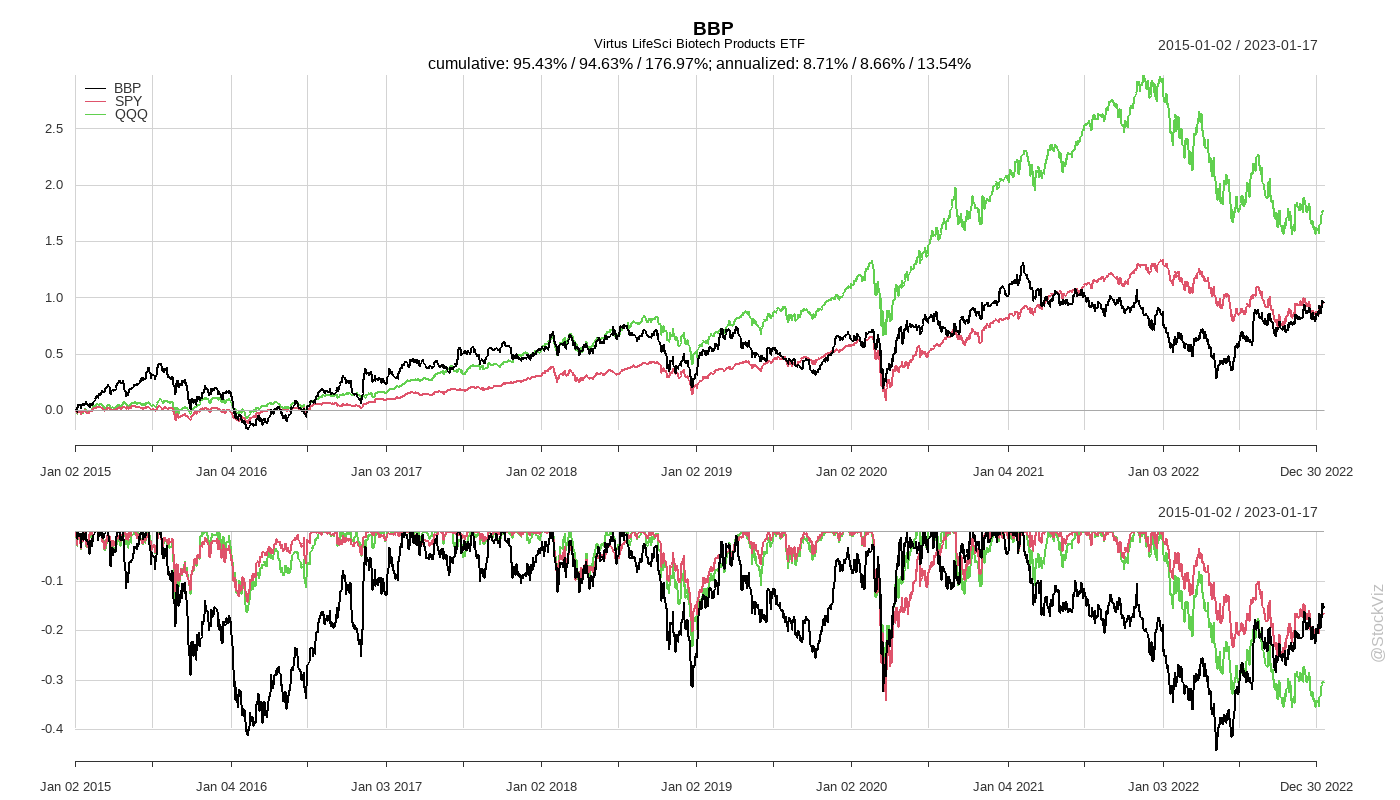 BBP
Virtus LifeSci Biotech Products ETF
2015-01-02 / 2023-01-17
cumulative: 95.43% / 94.63% / 176.97%; annualized: 8.71% / 8.66% / 13.54%
BBP
SPY
QQQ
2.5
2.0
1.5
1.0
0.5
0.0
Jan 02 2015 Jan 04 2016 Jan 03 2017 Jan 02 2018 Jan 02 2019 Jan 02 2020 Jan 04 2021 Jan 03 2022 Dec 30 2022
2015-01-02 / 2023-01-17
-0.1
-0.2
-0.3
-0.4
Jan 02 2015 Jan 04 2016 Jan 03 2017 Jan 02 2018 Jan 02 2019 Jan 02 2020 Jan 04 2021 Jan 03 2022 Dec 30 2022
@StockViz